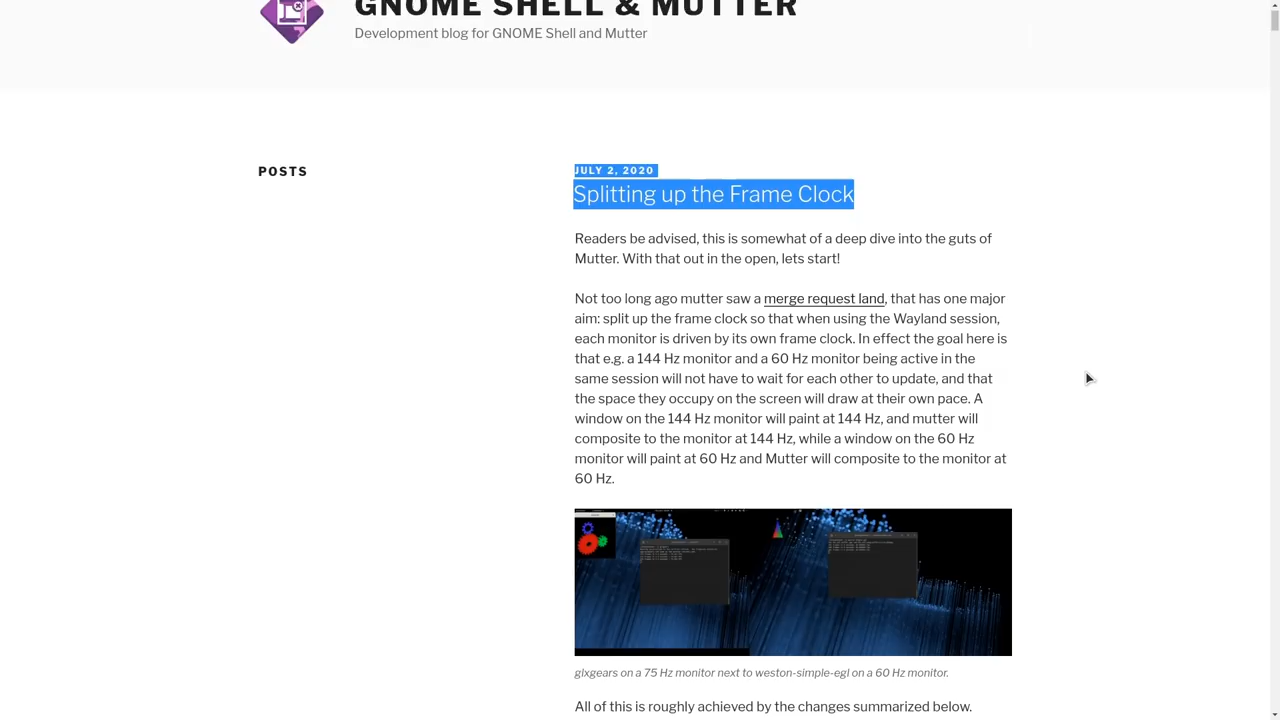 GNOME SHELL & MUTTER
Development blog for GNOME Shell and Mutter
POSTS
JULY 2, 2020
Splitting up the Frame Clock
Readers be advised, this is somewhat of a deep dive into the guts of
Mutter. With that out in the open, lets start!
Not too long ago mutter saw a merge request land, that has one major
aim: split up the frame clock so that when using the Wayland session,
each monitor is driven by its own frame clock. In effect the goal here is
that e.g. a 144 Hz monitor and a 60 Hz monitor being active in the
same session will not have to wait for each other to update, and that
the space they occupy on the screen will draw at their own pace. A
window on the 144 Hz monitor will paint at 144 Hz, and mutter will
composite to the monitor at 144 Hz, while a window on the 60 Hz
monitor will paint at 60 Hz and Mutter will composite to the monitor at
60 Hz.
glxgears on a 75 Hz monitor next to weston-simple-egl on a 60 Hz monitor.
All of this is roughly achieved by the changes summarized below.